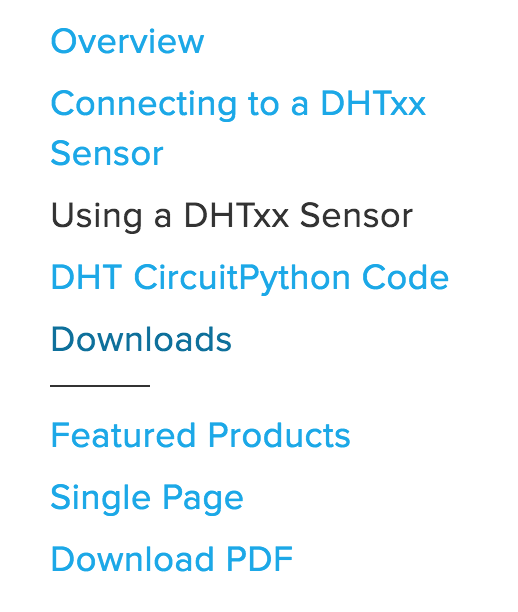 Overview
Connecting to a DHTxx
Sensor
Using a DHTxx Sensor
DHT CircuitPython Code
Downloads
Featured Products
Single Page
Download PDF